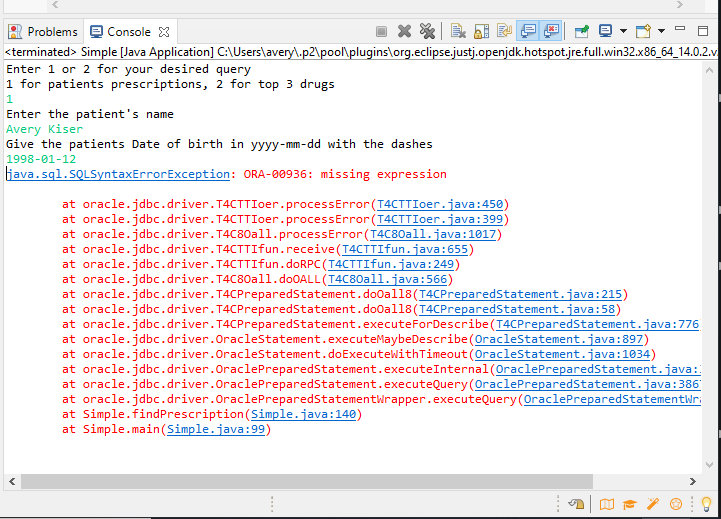 Problems Console
<terminated> Simple [Java Application] C:\Users\avery\.p2\pool\plugins\org.eclipse.justj.openjdk.hotspot.jre.full.win32.x86_64_14.0.2.v
Enter 1 or 2 for your desired query
1 for patients prescriptions, 2 for top 3 drugs
1
Enter the patient's name
Avery Kiser
Give the patients Date of birth in yyyy-mm-dd with the dashes
1998-01-12
java.sql.SQLSyntaxErrorException: ORA-00936: missing expression
at oracle.jdbc.driver.T4CTTIoer.processError(T4CTTIoer.java:450)
at oracle.jdbc.driver.T4CTTIoer.processError(T4CTTIoer.java:399)
at oracle.jdbc.driver.T4C8Oall.processError(T4C8Oall.java:1017)
at oracle.jdbc.driver.T4CTTIfun.receive(T4CTTIfun.java:655)
at oracle.jdbc.driver.T4CTTIfun.doRPC(T4CTTIfun.java:249)
at oracle.jdbc.driver.T4C8Oall.doOALL(T4C8Oall.java:566)
at oracle.jdbc.driver.T4CPreparedStatement.doOall8(T4CPreparedStatement.java:215)
at oracle.jdbc.driver.T4CPreparedStatement.doOall8(T4CPreparedStatement.java:58)
at oracle.jdbc.driver.T4CPreparedStatement.executeForDescribe(T4CPreparedStatement.java:776
at oracle.jdbc.driver.OracleStatement.executeMaybeDescribe(OracleStatement.java:897)
at oracle.jdbc.driver.OracleStatement.doExecuteWithTimeout(OracleStatement.java:1034)
at oracle.jdbc.driver.OraclePreparedStatement.executeInternal(OraclePreparedStatement.java:
at oracle.jdbc.driver.OraclePreparedStatement.executeQuery(OraclePreparedStatement.java:386
at oracle.jdbc.driver.OraclePreparedStatementWrapper.executeQuery(OraclePreparedStatementWr
at Simple.findPrescription(Simple.java:140)
at Simple.main(Simple.java:99)